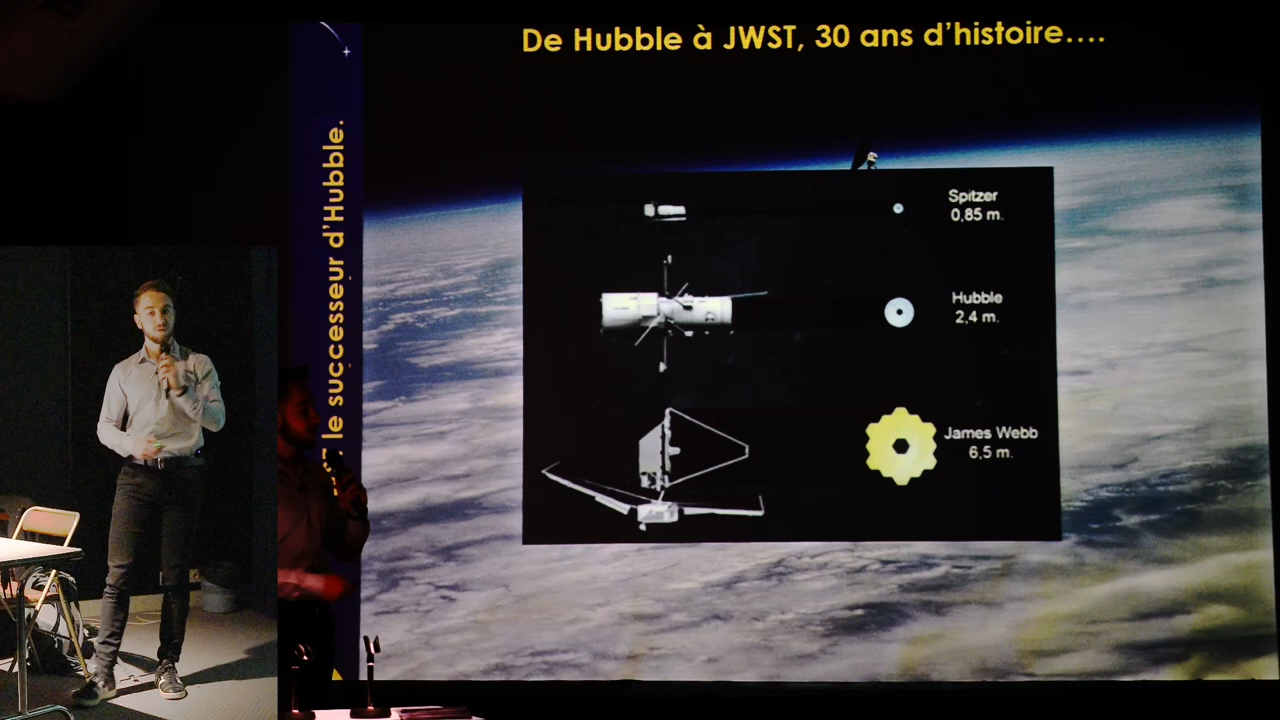 De Hubble à JWST, 30 ans d'histoire....
le successeur d'Hubble.
Spitzer
0,85 m.
Hubble
2,4 m.
James Webb
6,5 m.